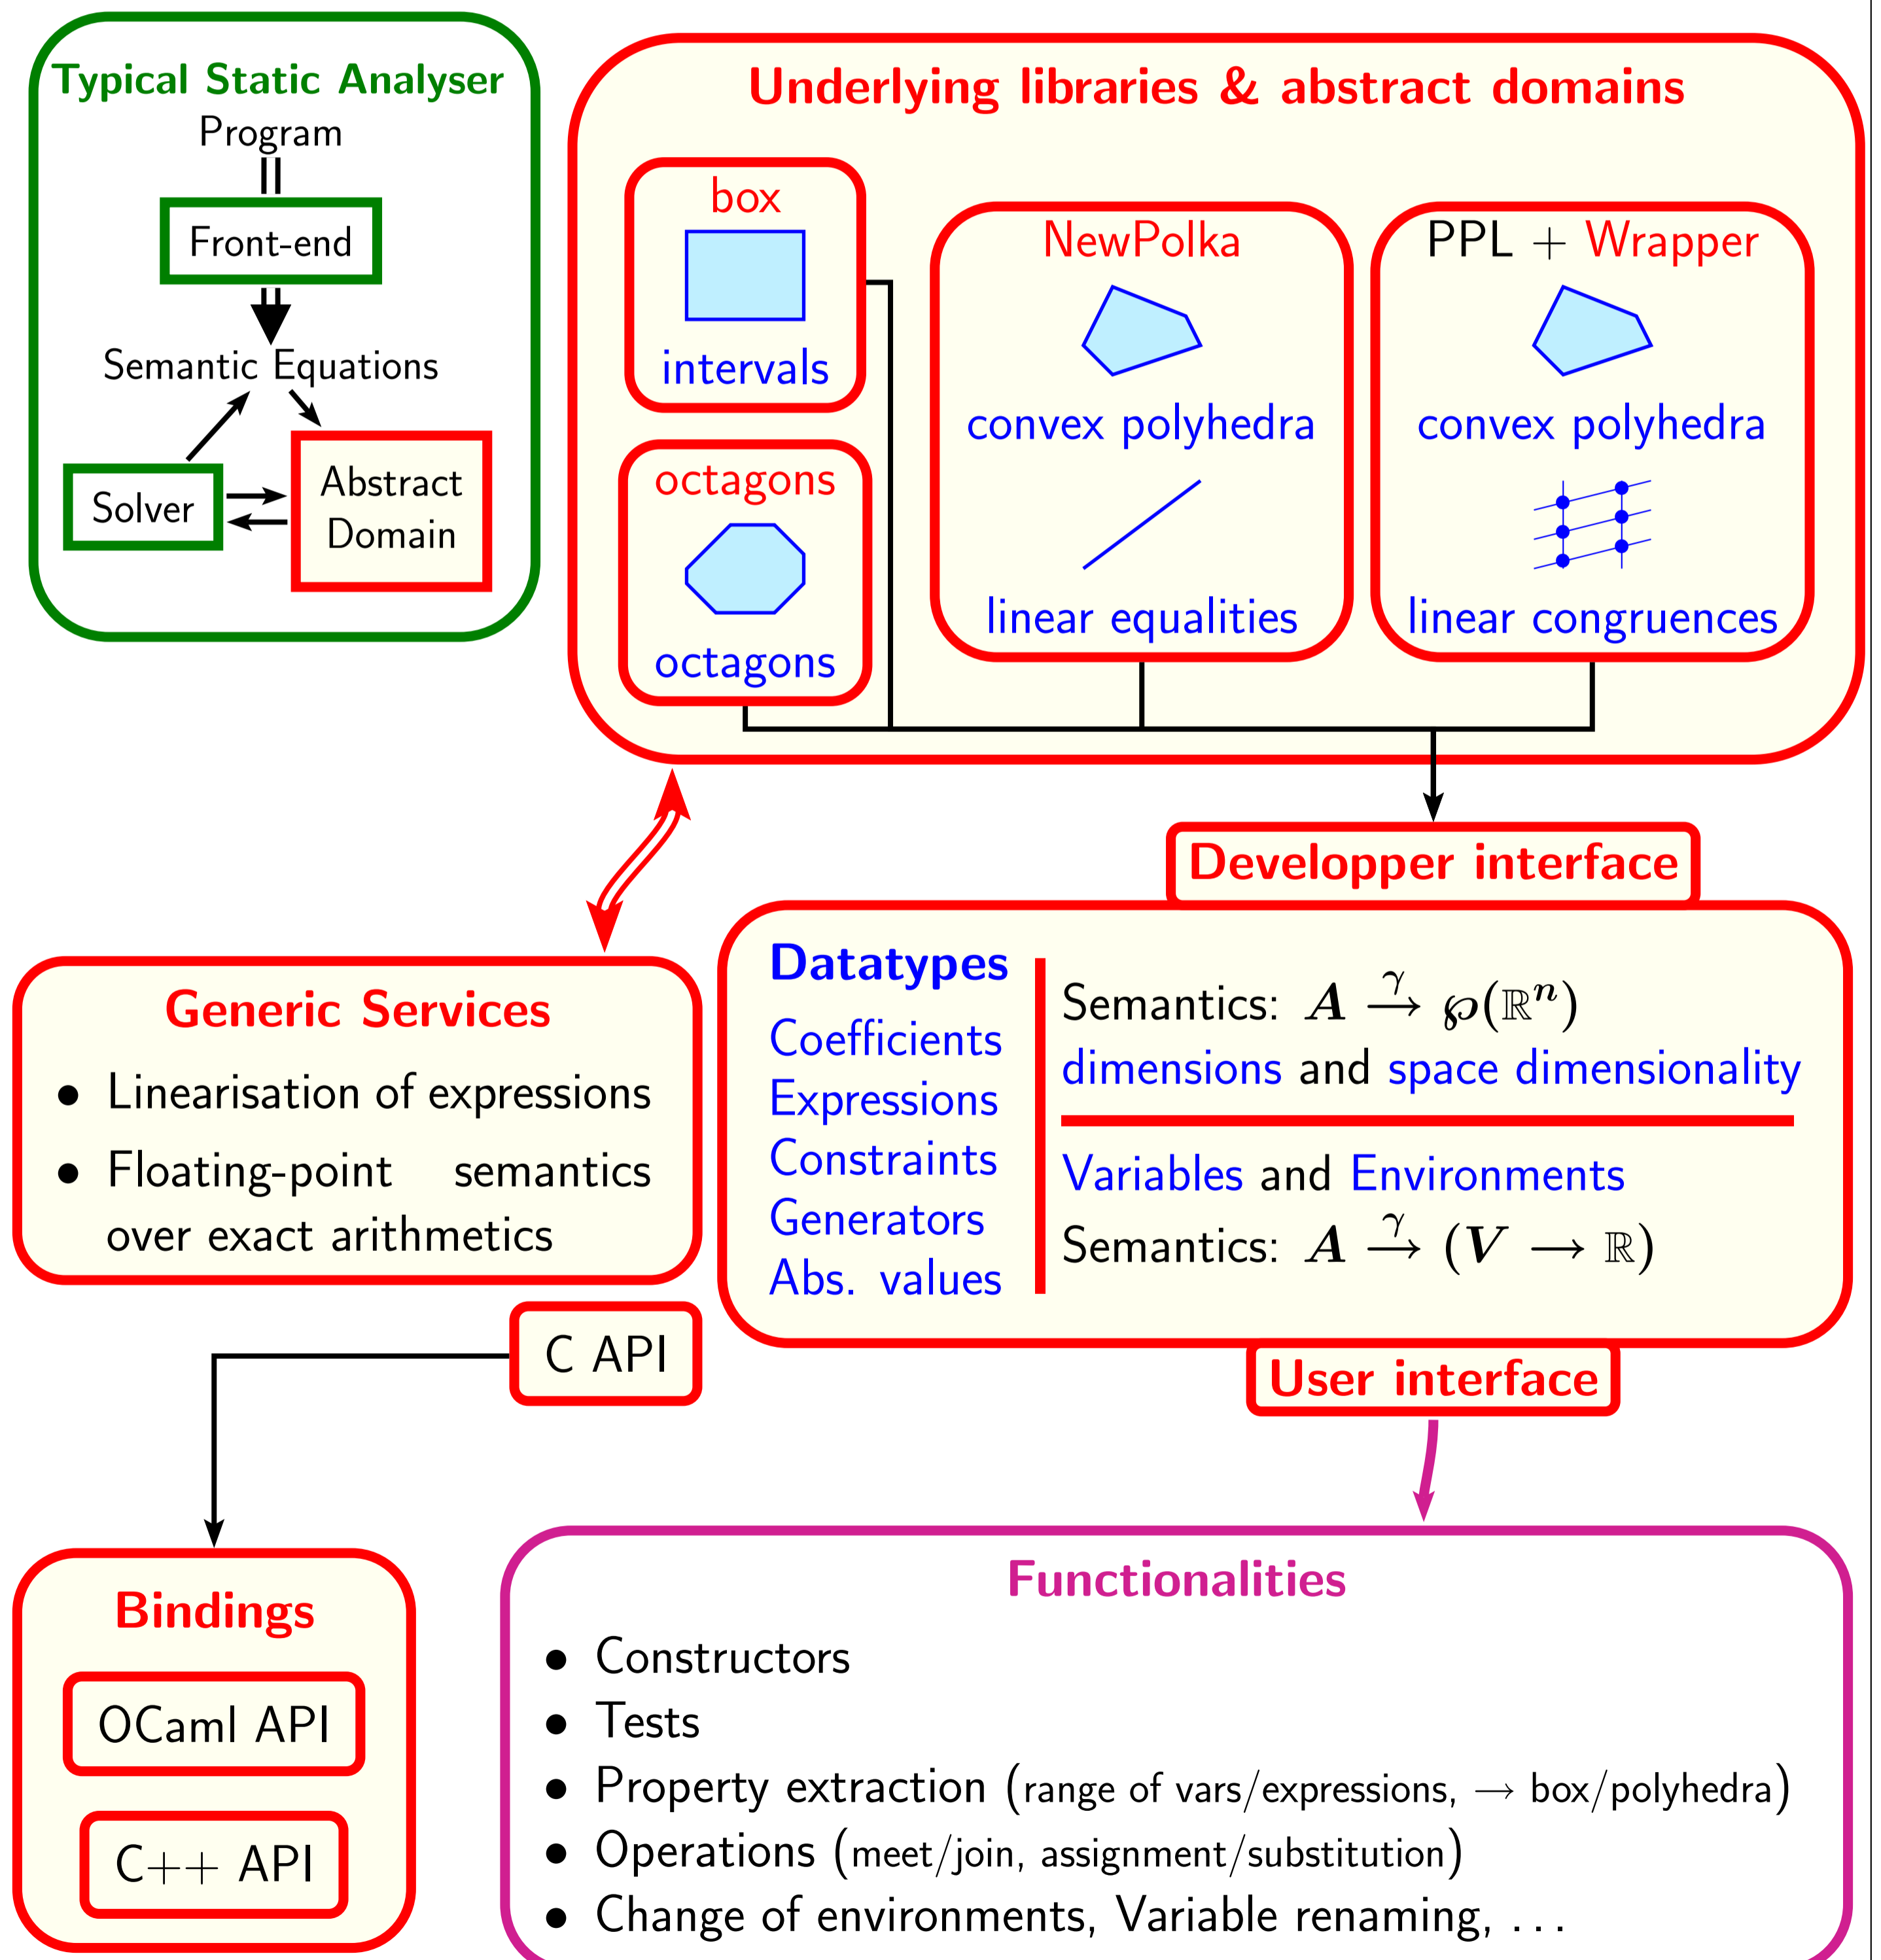 Typical Static Analyser
Program
Front-end
Semantic Equations
Solver
Abstract
Domain
Underlying libraries & abstract domains
box
intervals
octagons
octagons
NewPolka
convex polyhedra
linear equalities
PPL + Wrapper
convex polyhedra
linear congruences
Developper interface
Generic Services
• Linearisation of expressions
• Floating-point semantics
over exact arithmetics
Datatypes
Coefficients
Expressions
Constraints
Generators
Abs. values
Semantics: A —γ→ ℘(ℝⁿ)
dimensions and space dimensionality
Variables and Environments
Semantics: A —γ→ (V → ℝ)
C API
User interface
Bindings
OCaml API
C++ API
Functionalities
• Constructors
• Tests
• Property extraction (range of vars/expressions, → box/polyhedra)
• Operations (meet/join, assignment/substitution)
• Change of environments, Variable renaming, ...